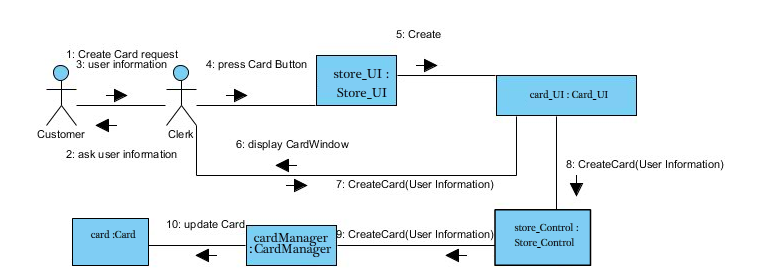 5: Create
1: Create Card request
3: user information
4: press Card Button
store_UI :
Store_UI
card_UI : Card_UI
Customer
Clerk
2: ask user information
6: display CardWindow
8: CreateCard(User Information)
7: CreateCard(User Information)
10: update Card
9: CreateCard(User Information)
card :Card
cardManager
:CardManager
store_Control :
Store_Control